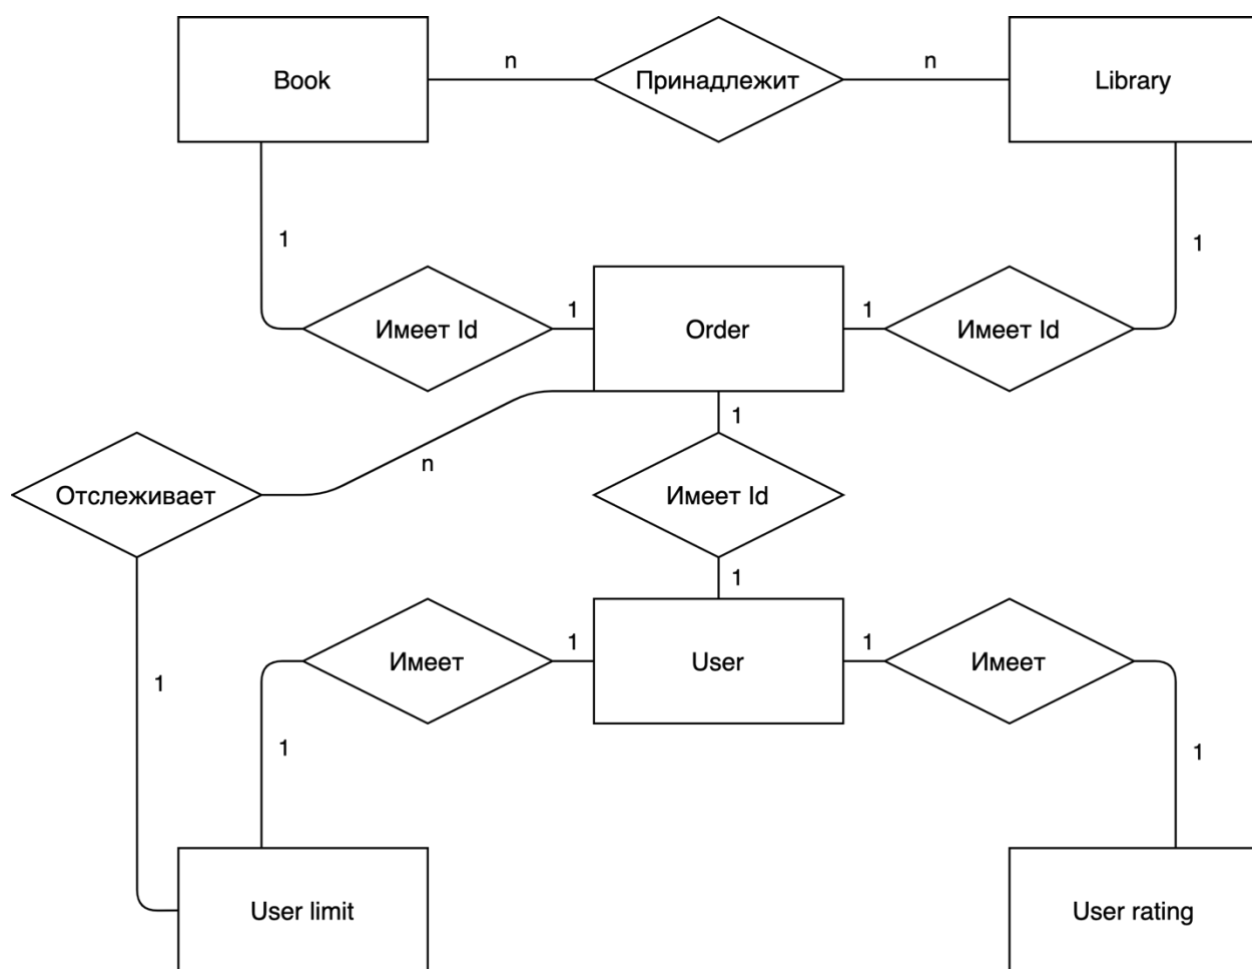 Book
n
Принадлежит
n
Library
1
1
Имеет Id
1
Order
1
Имеет Id
1
n
Отслеживает
Имеет Id
1
1
Имеет
1
User
1
Имеет
1
1
1
User limit
User rating